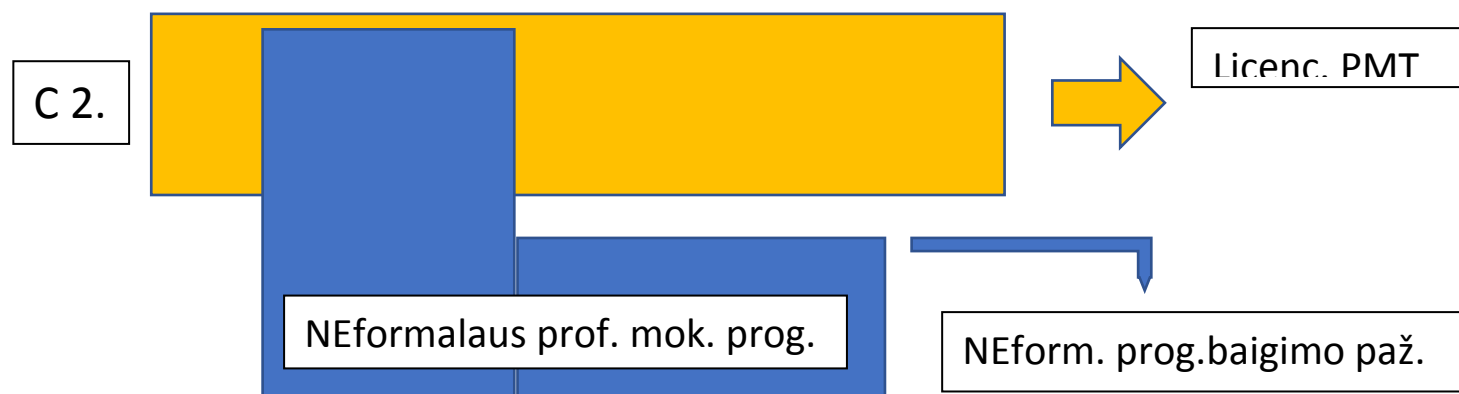 C 2.
Licenc. PMT
NEformalaus prof. mok. prog.
NEform. prog.baigimo paž.